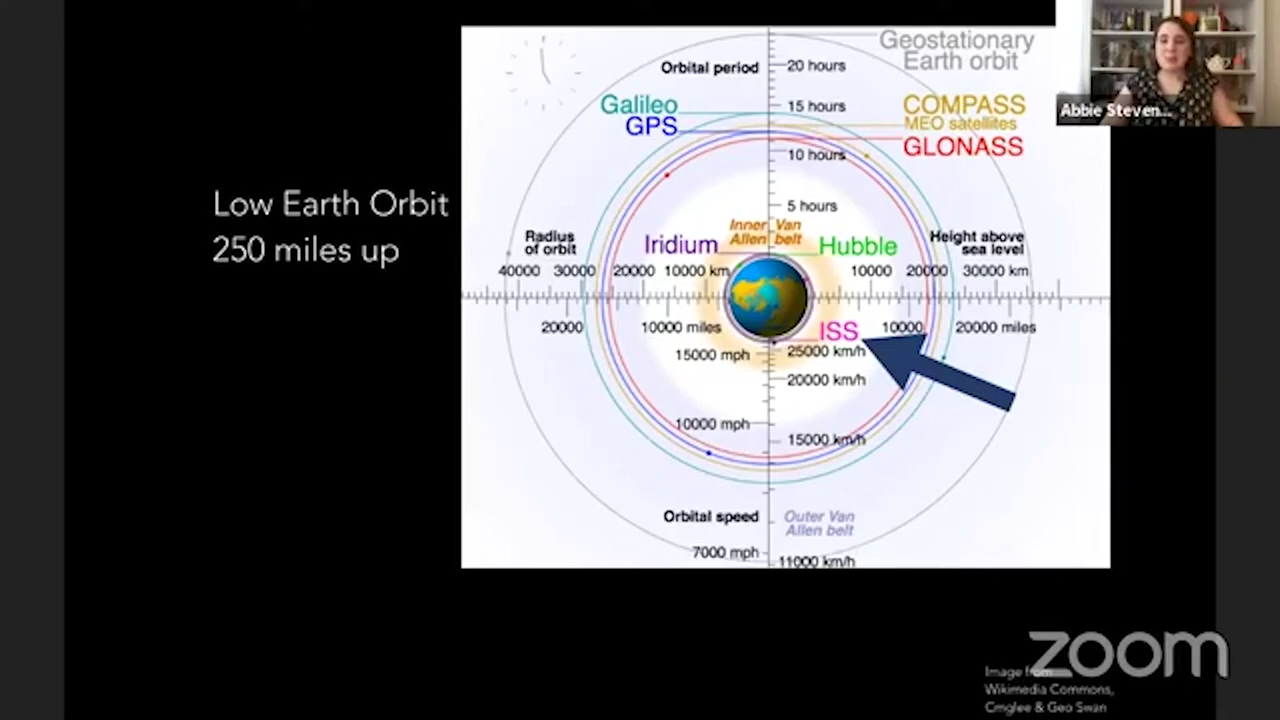 Geostationary
Earth orbit
Orbital period
20 hours
Abbie Steven...
Galileo
15 hours
COMPASS
GPS
MEO satellites
GLONASS
10 hours
Low Earth Orbit
250 miles up
5 hours
Inner Van
Allen belt
Radius
of orbit
Iridium
Hubble
Height above
sea level
40000 30000 20000 10000 km
10000 20000 30000 km
20000 10000 miles
ISS
10000 20000 miles
15000 mph
25000 km/h
20000 km/h
10000 mph
15000 km/h
Orbital speed
Outer Van
Allen belt
7000 mph
11000 km/h
zoom
Image from
Wikimedia Commons,
Cmglee & Geo Swan